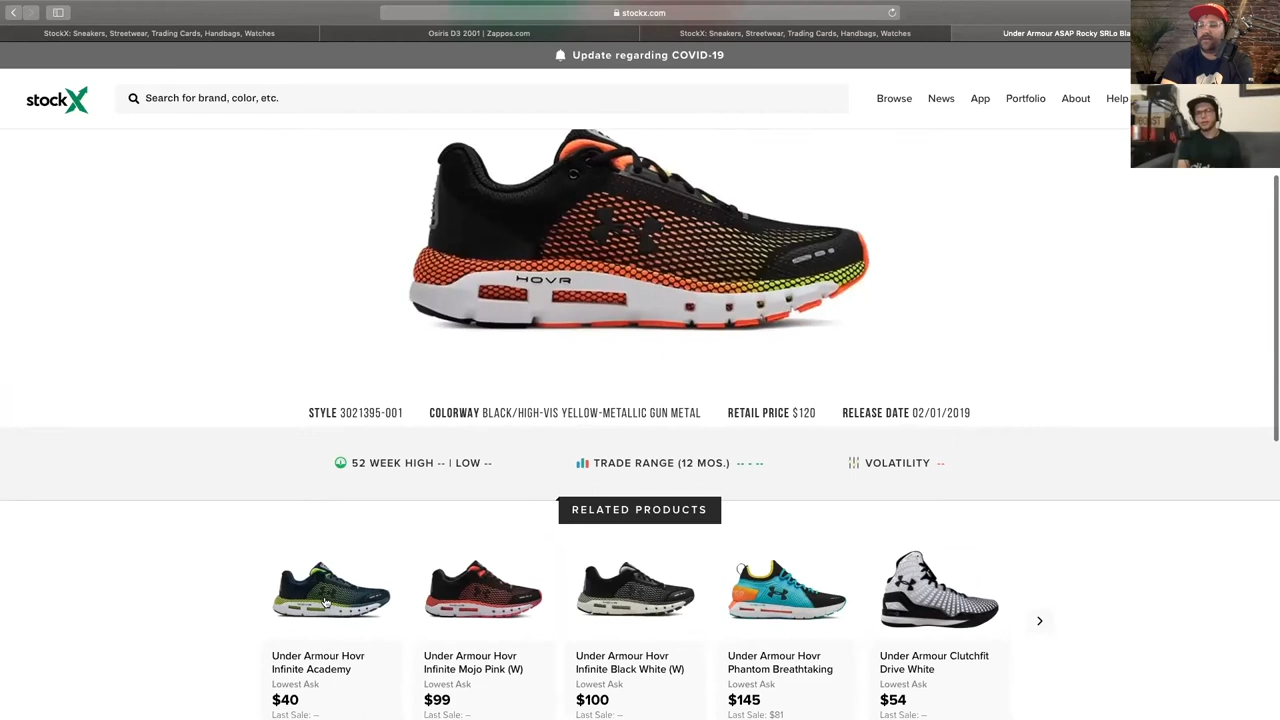 stockx.com
StockX: Sneakers, Streetwear, Trading Cards, Handbags, Watches
Osiris D3 2001 | Zappos.com
StockX: Sneakers, Streetwear, Trading Cards, Handbags, Watches
Under Armour ASAP Rocky SRLo Bla
Update regarding COVID-19
stockX
Search for brand, color, etc.
Browse
News
App
Portfolio
About
Help
HOVR
STYLE 3021395-001
COLORWAY BLACK/HIGH-VIS YELLOW-METALLIC GUN METAL
RETAIL PRICE $120
RELEASE DATE 02/01/2019
52 WEEK HIGH -- | LOW --
TRADE RANGE (12 MOS.) -- - --
VOLATILITY --
RELATED PRODUCTS
Under Armour Hovr
Infinite Academy
Lowest Ask
$40
Last Sale: --
Under Armour Hovr
Infinite Mojo Pink (W)
Lowest Ask
$99
Last Sale: --
Under Armour Hovr
Infinite Black White (W)
Lowest Ask
$100
Last Sale: --
Under Armour Hovr
Phantom Breathtaking
Lowest Ask
$145
Last Sale: $81
Under Armour Clutchfit
Drive White
Lowest Ask
$54
Last Sale: --